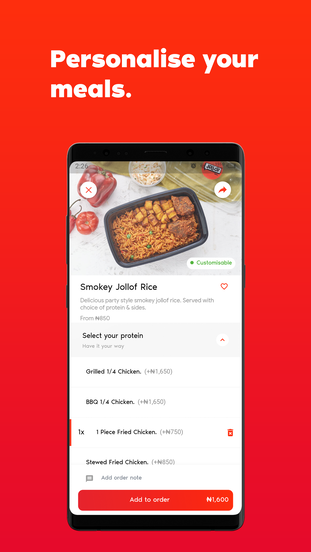 Personalise your
meals.
2:26
Customisable
Smokey Jollof Rice
Delicious party style smokey jollof rice. Served with
choice of protein & sides.
From ₦850
Select your protein
Have it your way
Grilled 1/4 Chicken. (+₦1,650)
BBQ 1/4 Chicken. (+₦1,650)
1x 1 Piece Fried Chicken. (+₦750)
Stewed Fried Chicken. (+₦850)
Add order note
Add to order ₦1,600